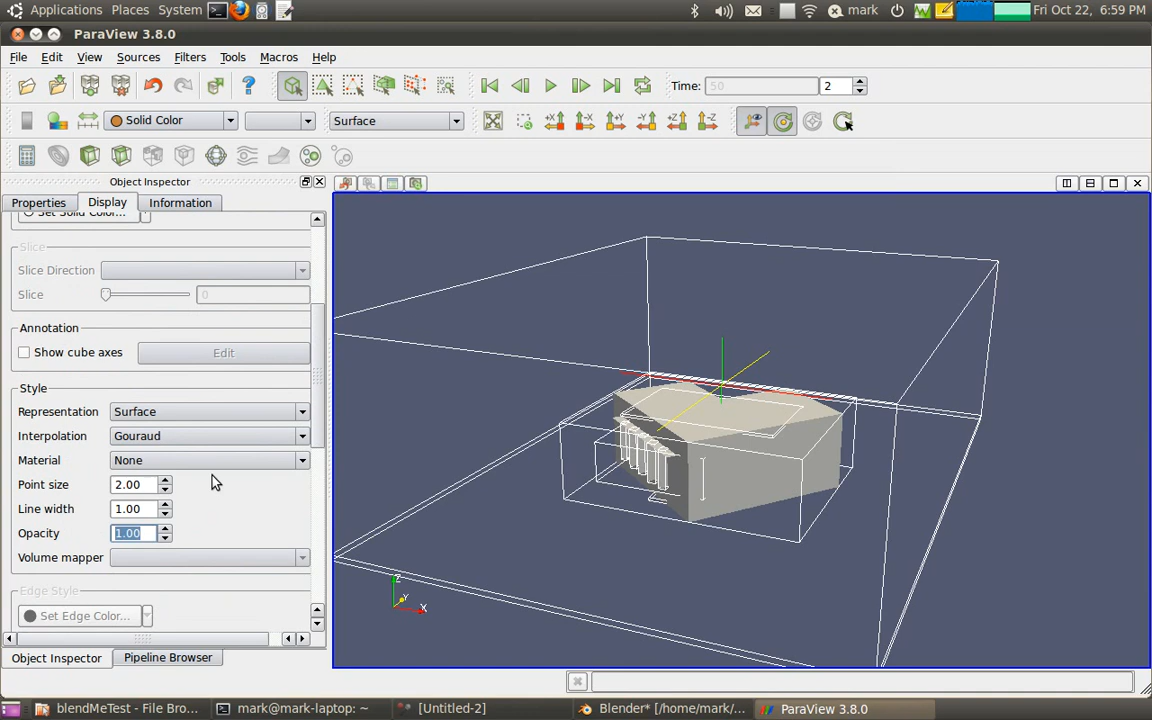 Applications Places System mark Fri Oct 22, 6:59 PM
ParaView 3.8.0
File Edit View Sources Filters Tools Macros Help
Time: 50 2
Solid Color Surface
+X -X +Y -Y +Z -Z
Object Inspector
Properties Display Information
Set Solid Color...
Slice
Slice Direction
Slice 0
Annotation
Show cube axes Edit
Style
Representation Surface
Interpolation Gouraud
Material None
Point size 2.00
Line width 1.00
Opacity 1.00
Volume mapper
Edge Style
Set Edge Color...
Z
Y
X
Object Inspector Pipeline Browser
blendMeTest - File Bro... mark@mark-laptop: ~ [Untitled-2] Blender* [/home/mark/... ParaView 3.8.0